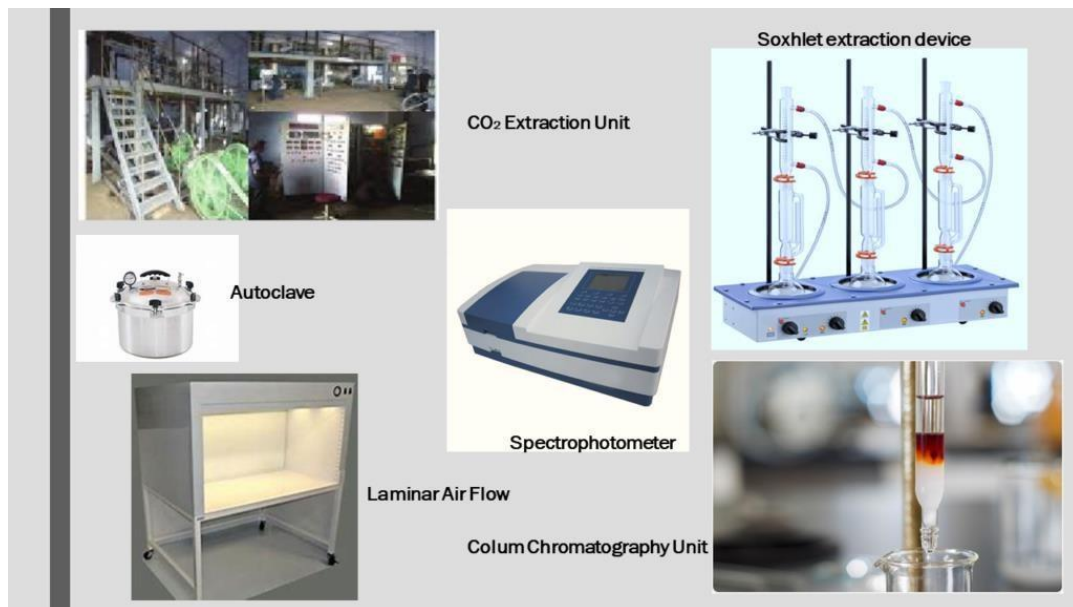 Soxhlet extraction device
CO₂ Extraction Unit
Autoclave
Spectrophotometer
Laminar Air Flow
Colum Chromatography Unit